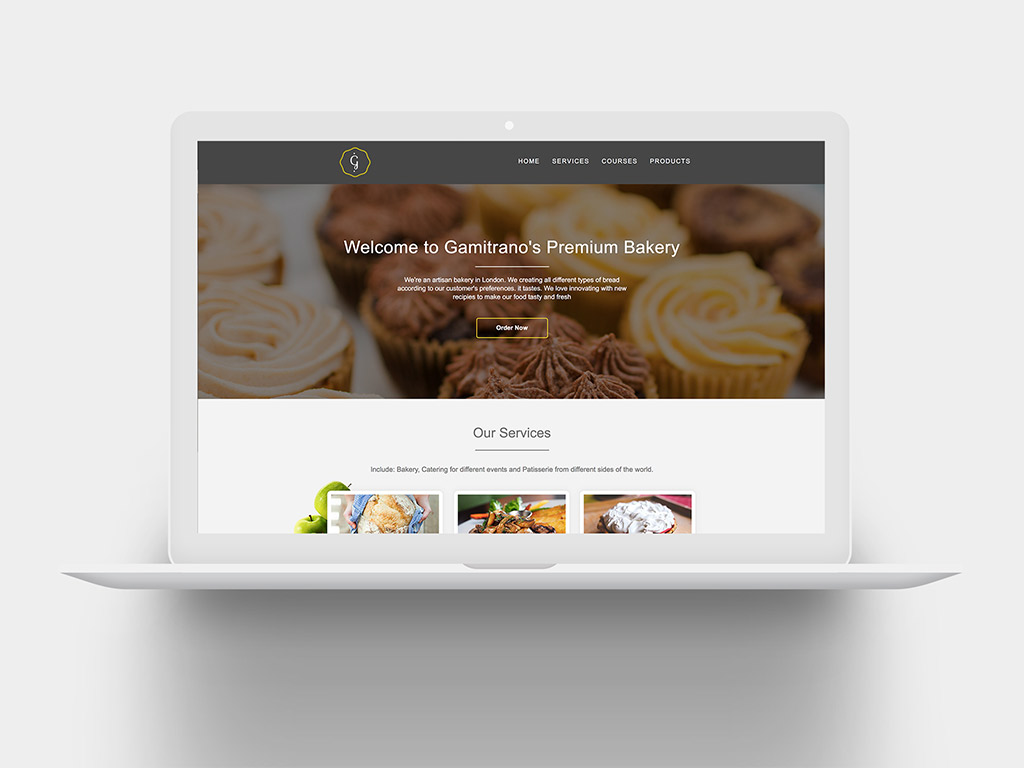 G
HOME SERVICES COURSES PRODUCTS
Welcome to Gamitrano's Premium Bakery
We're an artisan bakery in London. We creating all different types of bread
according to our customer's preferences. it tastes. We love innovating with new
recipies to make our food tasty and fresh
Order Now
Our Services
Include: Bakery, Catering for different events and Patisserie from different sides of the world.